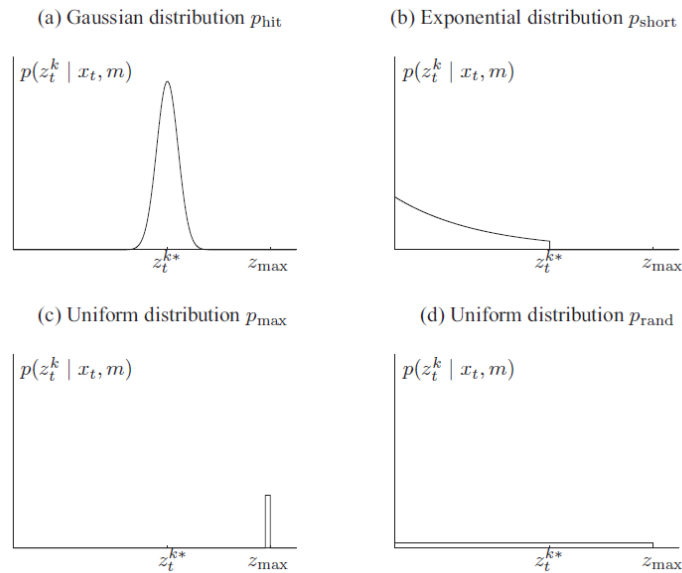 (a) Gaussian distribution p_hit
(b) Exponential distribution p_short
p(z_t^k | x_t, m)
p(z_t^k | x_t, m)
z_t^{k*} z_max
z_t^{k*} z_max
(c) Uniform distribution p_max
(d) Uniform distribution p_rand
p(z_t^k | x_t, m)
p(z_t^k | x_t, m)
z_t^{k*} z_max
z_t^{k*} z_max